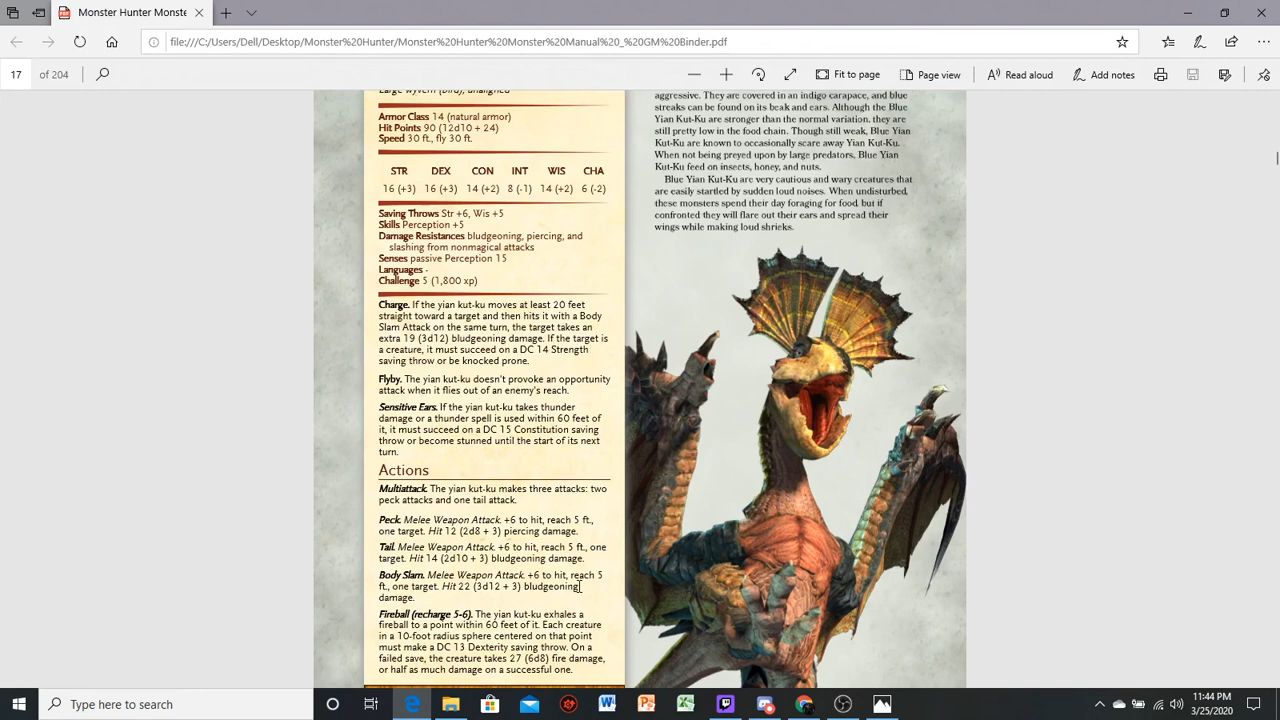 Monster Hunter Monst
file:///C:/Users/Dell/Desktop/Monster%20Hunter/Monster%20Hunter%20Monster%20Manual%20_%20GM%20Binder.pdf
17 of 204
Fit to page
Page view
Read aloud
Add notes
Large wyvern (bird), unaligned
Armor Class 14 (natural armor)
Hit Points 90 (12d10 + 24)
Speed 30 ft., fly 30 ft.
STR DEX CON INT WIS CHA
16 (+3) 16 (+3) 14 (+2) 8 (-1) 14 (+2) 6 (-2)
Saving Throws Str +6, Wis +5
Skills Perception +5
Damage Resistances bludgeoning, piercing, and
slashing from nonmagical attacks
Senses passive Perception 15
Languages -
Challenge 5 (1,800 xp)
Charge. If the yian kut-ku moves at least 20 feet
straight toward a target and then hits it with a Body
Slam Attack on the same turn, the target takes an
extra 19 (3d12) bludgeoning damage. If the target is
a creature, it must succeed on a DC 14 Strength
saving throw or be knocked prone.
Flyby. The yian kut-ku doesn't provoke an opportunity
attack when it flies out of an enemy's reach.
Sensitive Ears. If the yian kut-ku takes thunder
damage or a thunder spell is used within 60 feet of
it, it must succeed on a DC 15 Constitution saving
throw or become stunned until the start of its next
turn.
Actions
Multiattack. The yian kut-ku makes three attacks: two
peck attacks and one tail attack.
Peck. Melee Weapon Attack. +6 to hit, reach 5 ft.,
one target. Hit 12 (2d8 + 3) piercing damage.
Tail. Melee Weapon Attack. +6 to hit, reach 5 ft., one
target. Hit 14 (2d10 + 3) bludgeoning damage.
Body Slam. Melee Weapon Attack. +6 to hit, reach 5
ft., one target. Hit 22 (3d12 + 3) bludgeoning
damage.
Fireball (recharge 5-6). The yian kut-ku exhales a
fireball to a point within 60 feet of it. Each creature
in a 10-foot radius sphere centered on that point
must make a DC 13 Dexterity saving throw. On a
failed save, the creature takes 27 (6d8) fire damage,
or half as much damage on a successful one.
aggressive. They are covered in an indigo carapace, and blue
streaks can be found on its beak and ears. Although the Blue
Yian Kut-Ku are stronger than the normal variation, they are
still pretty low in the food chain. Though still weak, Blue Yian
Kut-Ku are known to occasionally scare away Yian Kut-Ku.
When not being preyed upon by large predators, Blue Yian
Kut-Ku feed on insects, honey, and nuts.
Blue Yian Kut-Ku are very cautious and wary creatures that
are easily startled by sudden loud noises. When undisturbed,
these monsters spend their day foraging for food, but if
confronted they will flare out their ears and spread their
wings while making loud shrieks.
Type here to search
11:44 PM
3/25/2020